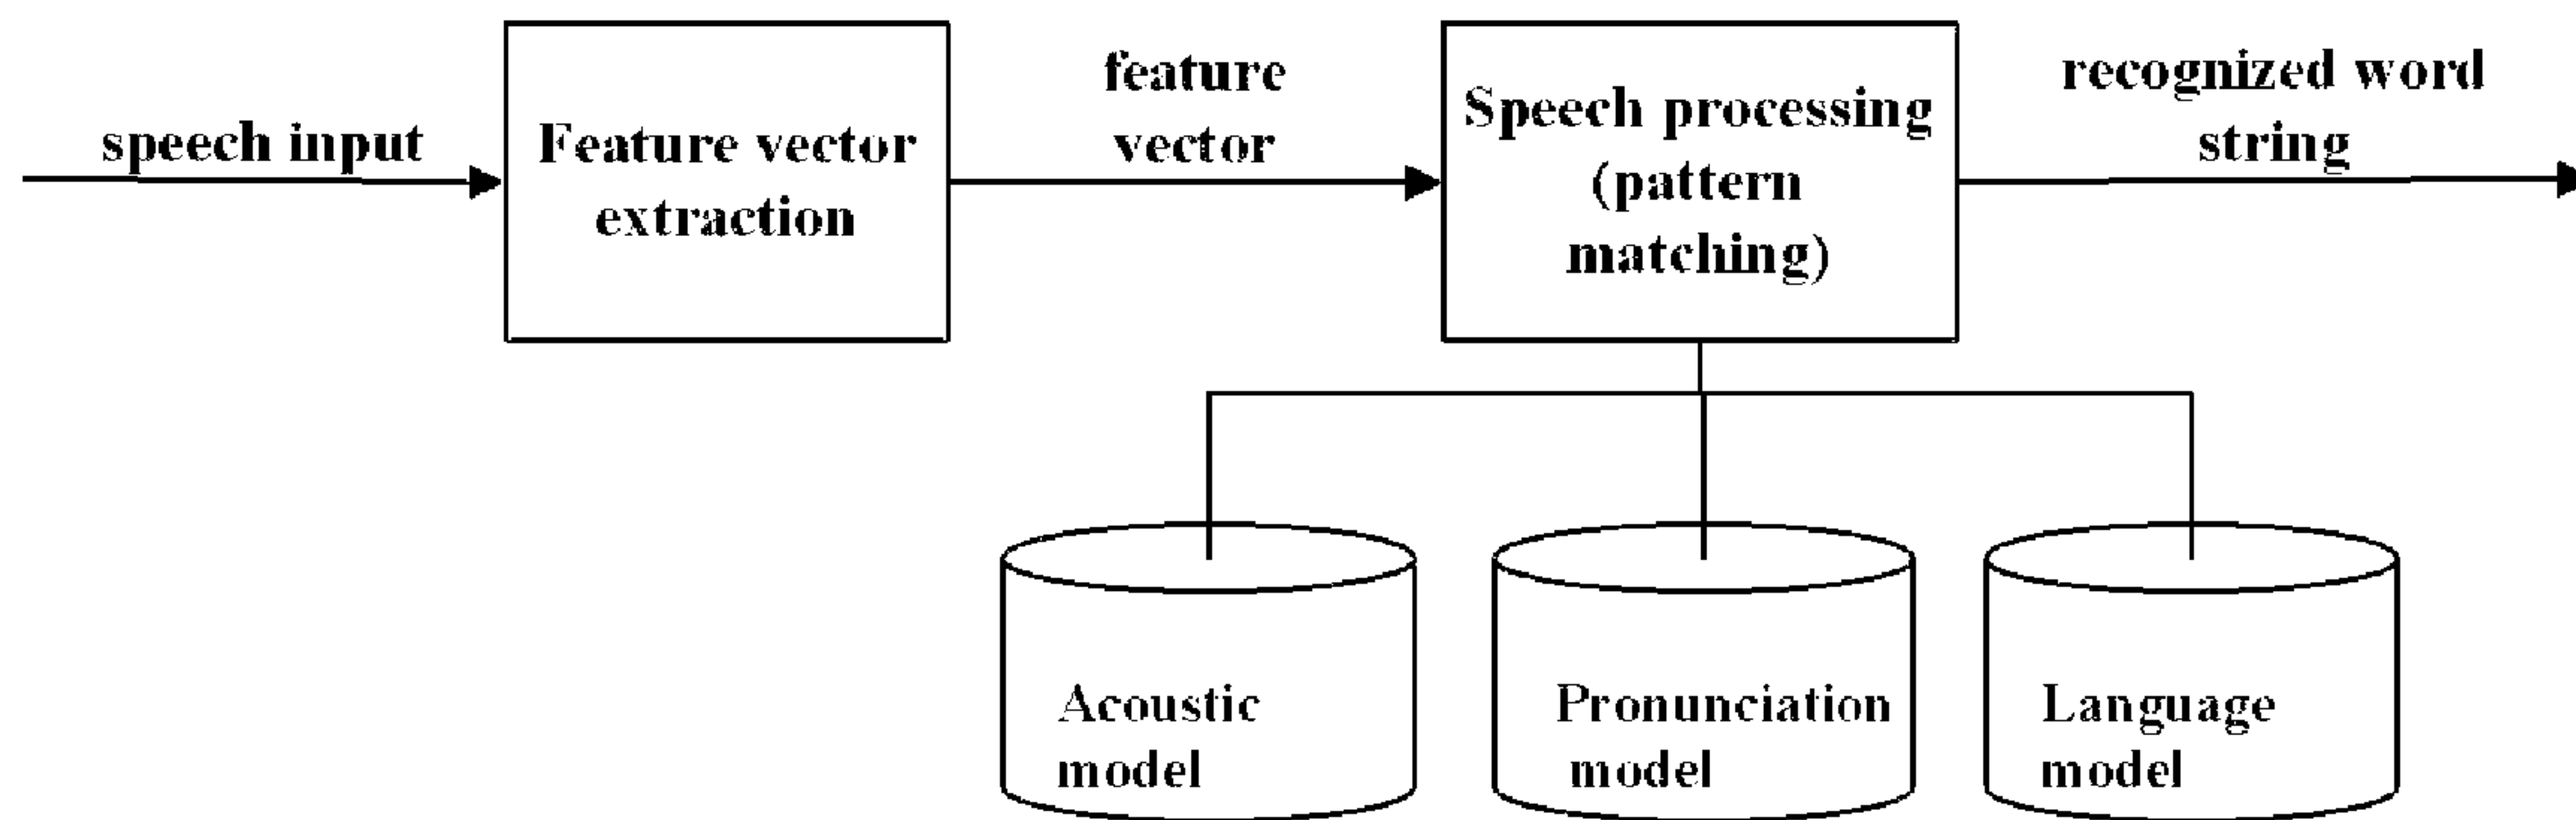 speech input
Feature vector
extraction
feature
vector
Speech processing
(pattern
matching)
recognized word
string
Acoustic
model
Pronunciation
model
Language
model